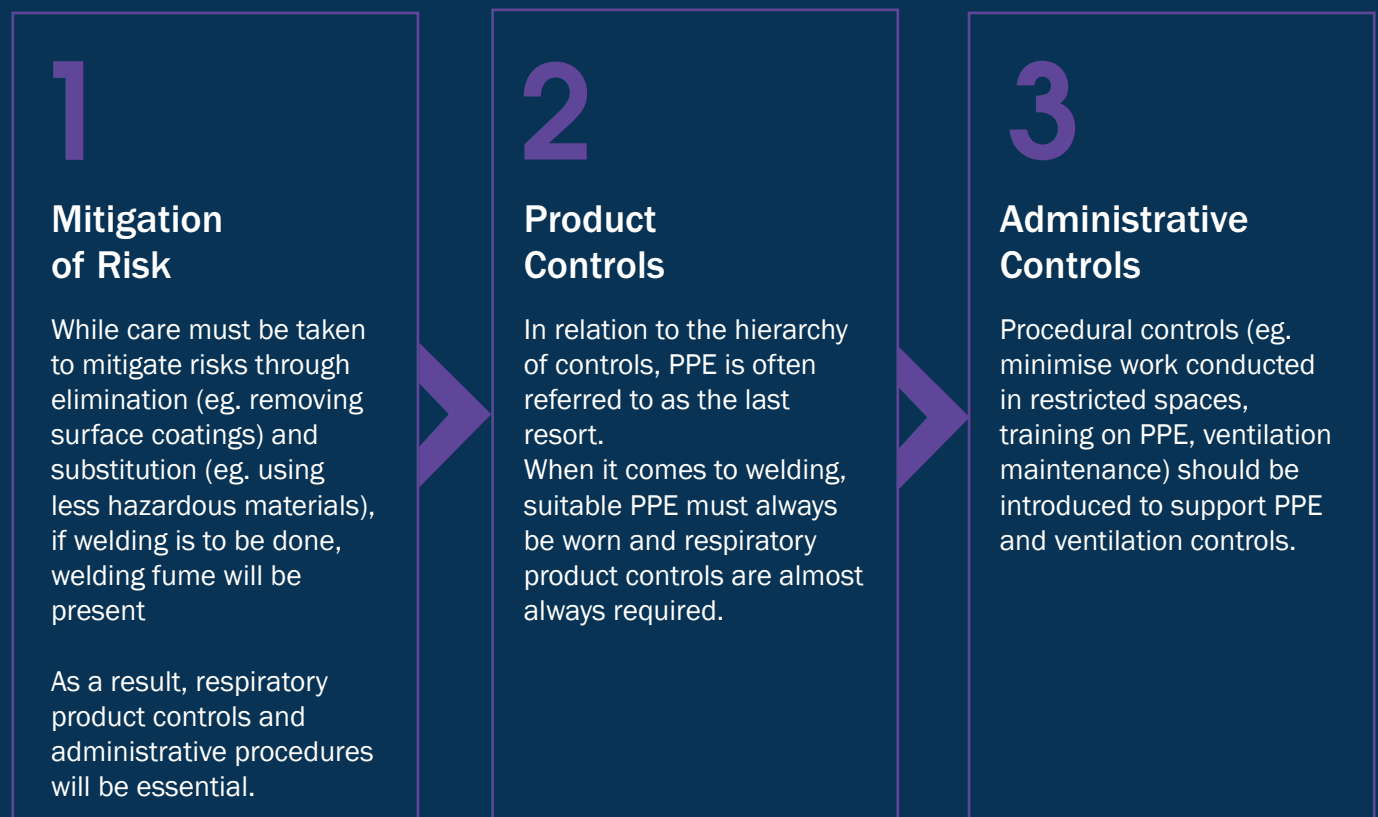 1
Mitigation
of Risk
While care must be taken
to mitigate risks through
elimination (eg. removing
surface coatings) and
substitution (eg. using
less hazardous materials),
if welding is to be done,
welding fume will be
present
As a result, respiratory
product controls and
administrative procedures
will be essential.
2
Product
Controls
In relation to the hierarchy
of controls, PPE is often
referred to as the last
resort.
When it comes to welding,
suitable PPE must always
be worn and respiratory
product controls are almost
always required.
3
Administrative
Controls
Procedural controls (eg.
minimise work conducted
in restricted spaces,
training on PPE, ventilation
maintenance) should be
introduced to support PPE
and ventilation controls.